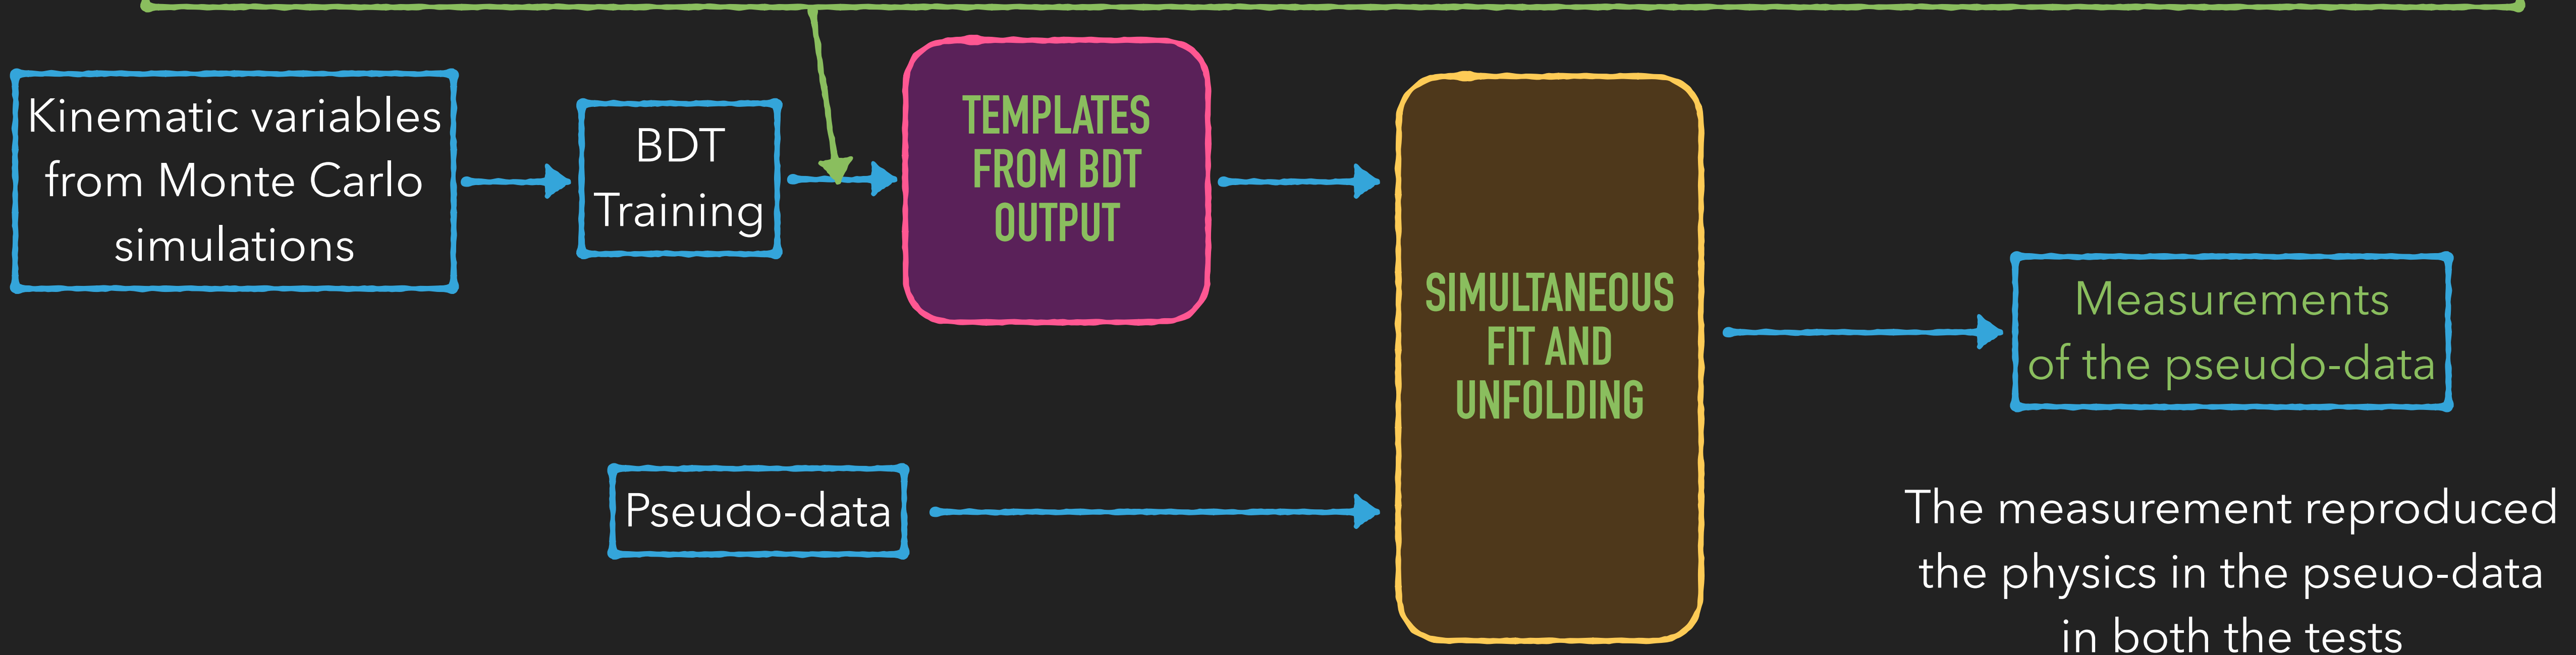 Kinematic variables
from Monte Carlo
simulations
BDT
Training
TEMPLATES
FROM BDT
OUTPUT
SIMULTANEOUS
FIT AND
UNFOLDING
Measurements
of the pseudo-data
Pseudo-data
The measurement reproduced
the physics in the pseuo-data
in both the tests